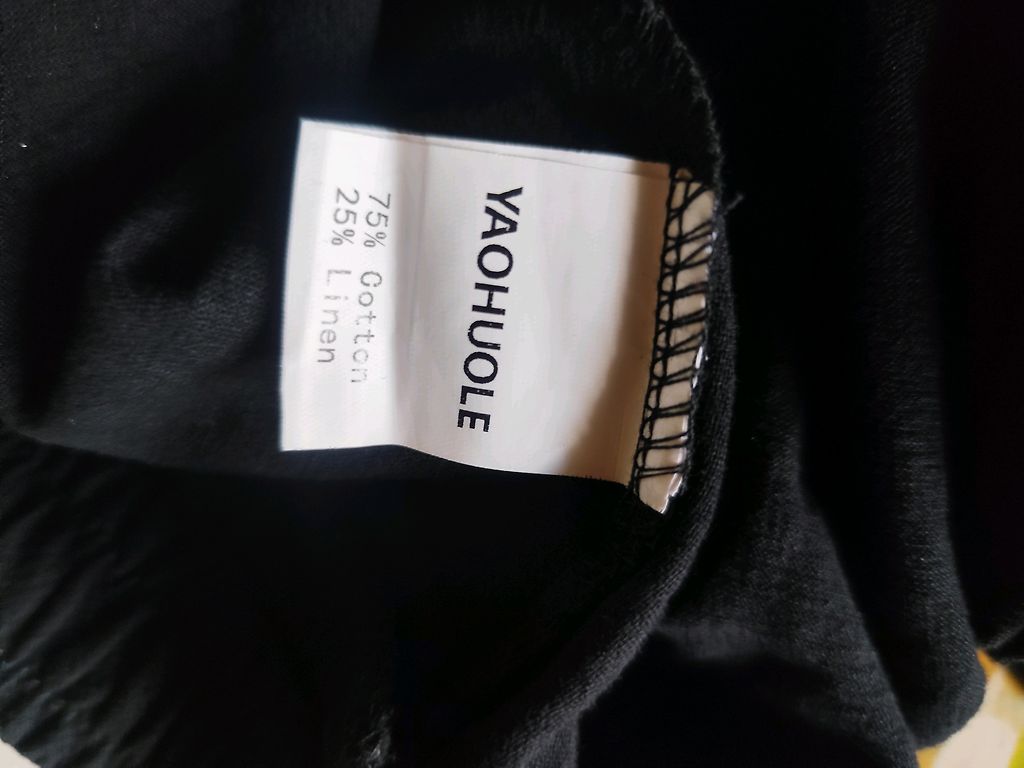 YAOHUOLE
75% Cotton
25% Linen